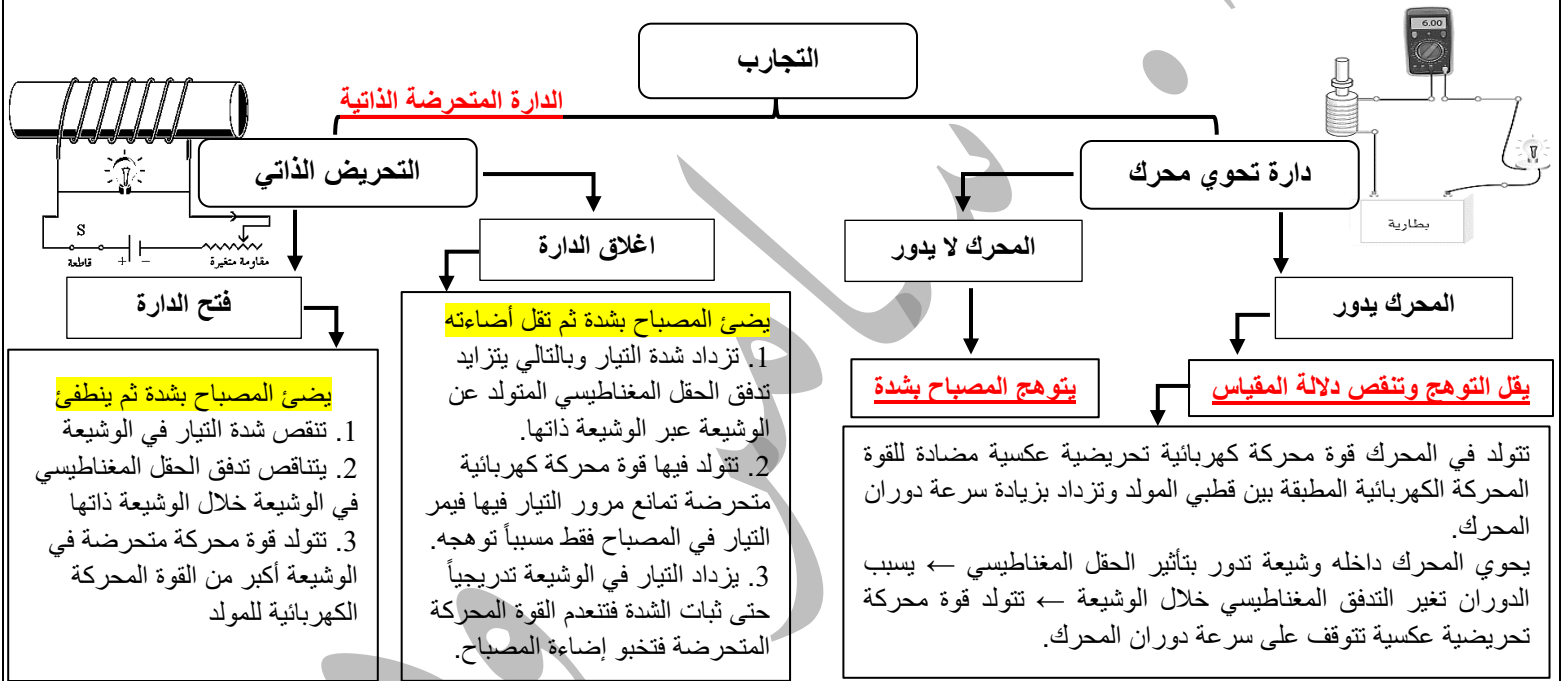 التجارب
الدارة المتحرضة الذاتية
6.00
بطارية
دارة تحوي محرك
المحرك يدور
يقل التوهج وتنقص دلالة المقياس
تتولد في المحرك قوة محركة كهربائية تحريضية عكسية مضادة للقوة
المحركة الكهربائية المطبقة بين قطبي المولد وتزداد بزيادة سرعة دوران
المحرك.
يحوي المحرك داخله وشيعة تدور بتأثير الحقل المغناطيسي ← يسبب
الدوران تغير التدفق المغناطيسي خلال الوشيعة ← تتولد قوة محركة
تحريضية عكسية تتوقف على سرعة دوران المحرك.
المحرك لا يدور
يتوهج المصباح بشدة
التحريض الذاتي
اغلاق الدارة
يضئ المصباح بشدة ثم تقل أضاءته
1. تزداد شدة التيار وبالتالي يتزايد
تدفق الحقل المغناطيسي المتولد عن
الوشيعة عبر الوشيعة ذاتها.
2. تتولد فيها قوة محركة كهربائية
متحرضة تمانع مرور التيار فيها فيمر
التيار في المصباح فقط مسبباً توهجه.
3. يزداد التيار في الوشيعة تدريجياً
حتى ثبات الشدة فتنعدم القوة المحركة
المتحرضة فتخبو إضاءة المصباح.
فتح الدارة
يضئ المصباح بشدة ثم ينطفئ
1. تنقص شدة التيار في الوشيعة
2. يتناقص تدفق الحقل المغناطيسي
في الوشيعة خلال الوشيعة ذاتها
3. تتولد قوة محركة متحرضة في
الوشيعة أكبر من القوة المحركة
الكهربائية للمولد
S
قاطعة
+ −
مقاومة متغيرة